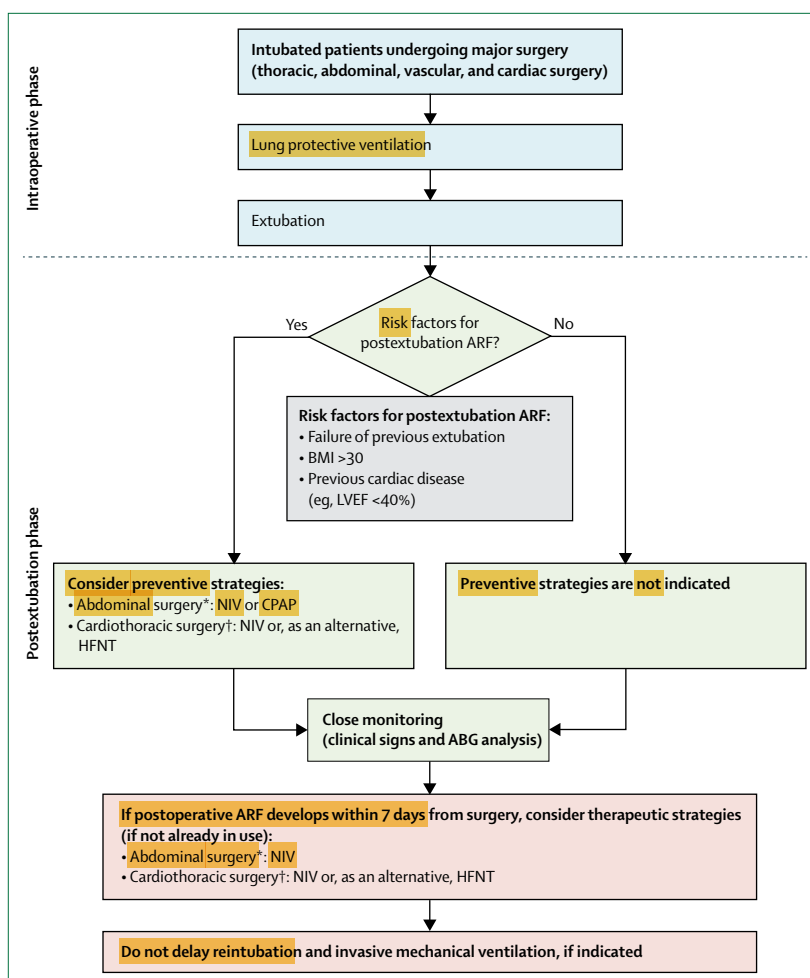 Intraoperative phase
Intubated patients undergoing major surgery
(thoracic, abdominal, vascular, and cardiac surgery)
Lung protective ventilation
Extubation
Postextubation phase
Risk factors for
postextubation ARF?
Yes
No
Risk factors for postextubation ARF:
• Failure of previous extubation
• BMI >30
• Previous cardiac disease
(eg, LVEF <40%)
Consider preventive strategies:
• Abdominal surgery*: NIV or CPAP
• Cardiothoracic surgery†: NIV or, as an alternative,
HFNT
Preventive strategies are not indicated
Close monitoring
(clinical signs and ABG analysis)
If postoperative ARF develops within 7 days from surgery, consider therapeutic strategies
(if not already in use):
• Abdominal surgery*: NIV
• Cardiothoracic surgery†: NIV or, as an alternative, HFNT
Do not delay reintubation and invasive mechanical ventilation, if indicated